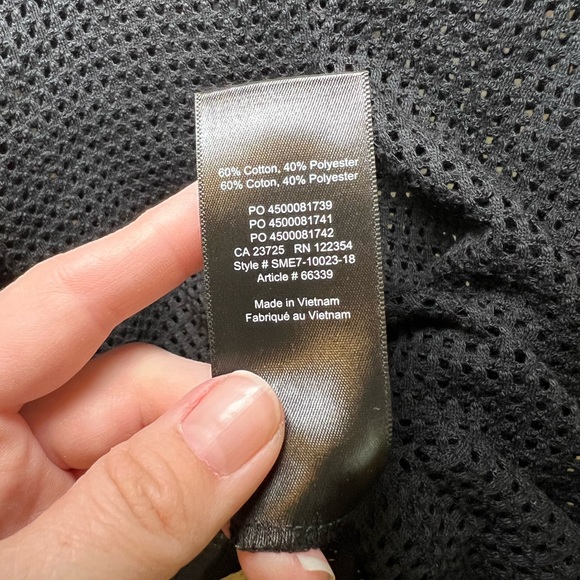 60% Cotton, 40% Polyester
60% Coton, 40% Polyester
PO 4500081739
PO 4500081741
PO 4500081742
CA 23725 RN 122354
Style # SME7-10023-18
Article # 66339
Made in Vietnam
Fabriqué au Vietnam